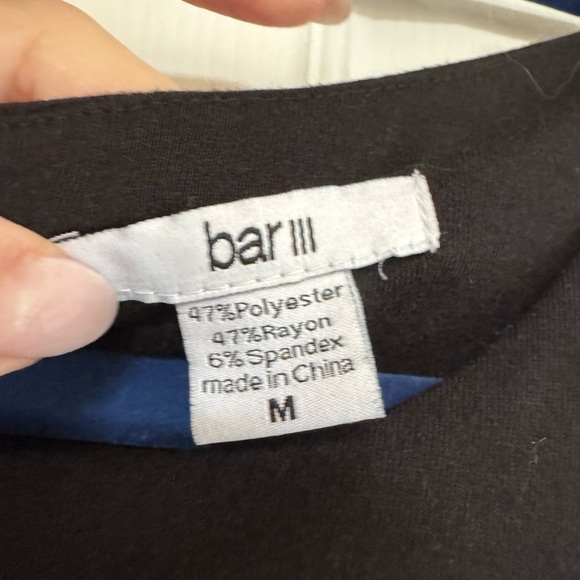 bar III
47%Polyester
47%Rayon
6%Spandex
made in China
M